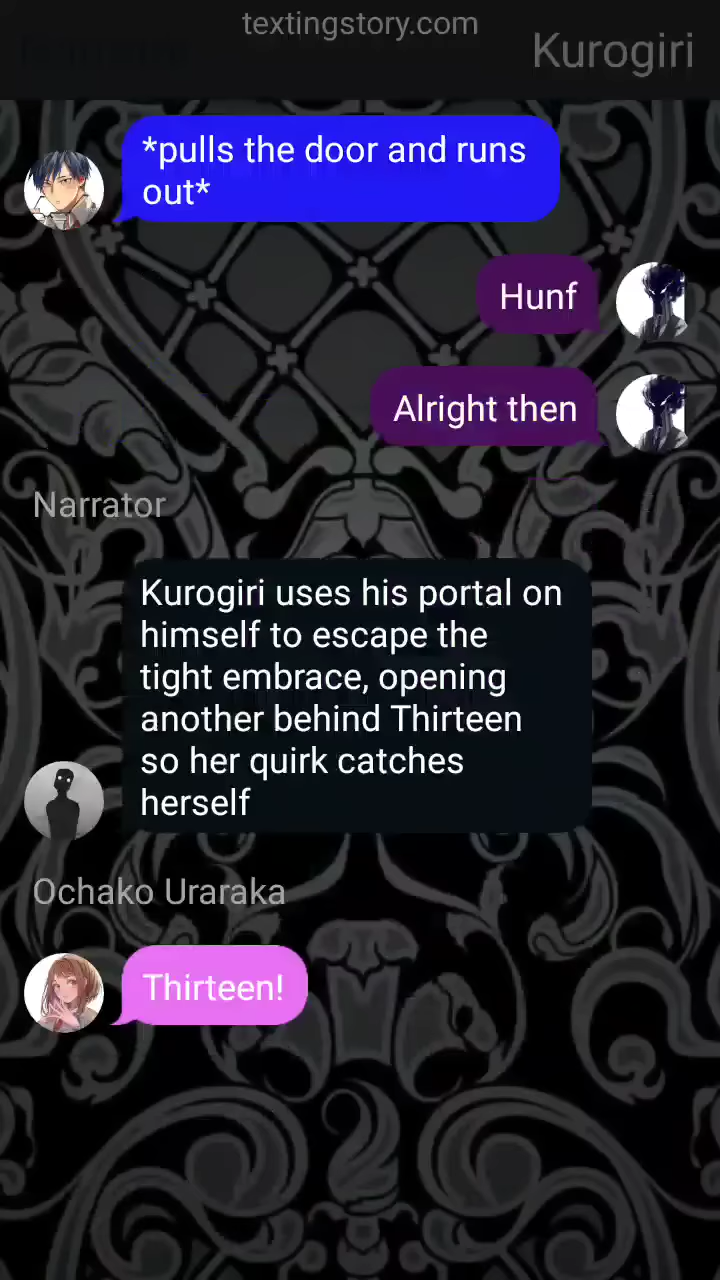 textingstory.com
Kurogiri
*pulls the door and runs
out*
Hunf
Alright then
Narrator
Kurogiri uses his portal on
himself to escape the
tight embrace, opening
another behind Thirteen
so her quirk catches
herself
Ochako Uraraka
Thirteen!